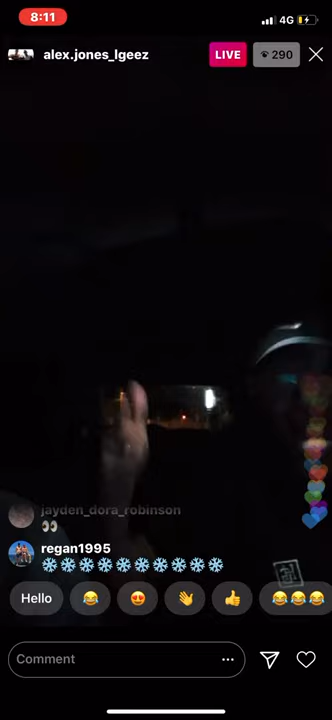 8:11
4G
alex.jones_lgeez
LIVE
290
jayden_dora_robinson
👀
regan1995
❄️❄️❄️❄️❄️❄️❄️❄️❄️❄️
Hello 😂 😍 👋 👍 😂😂😂
Comment